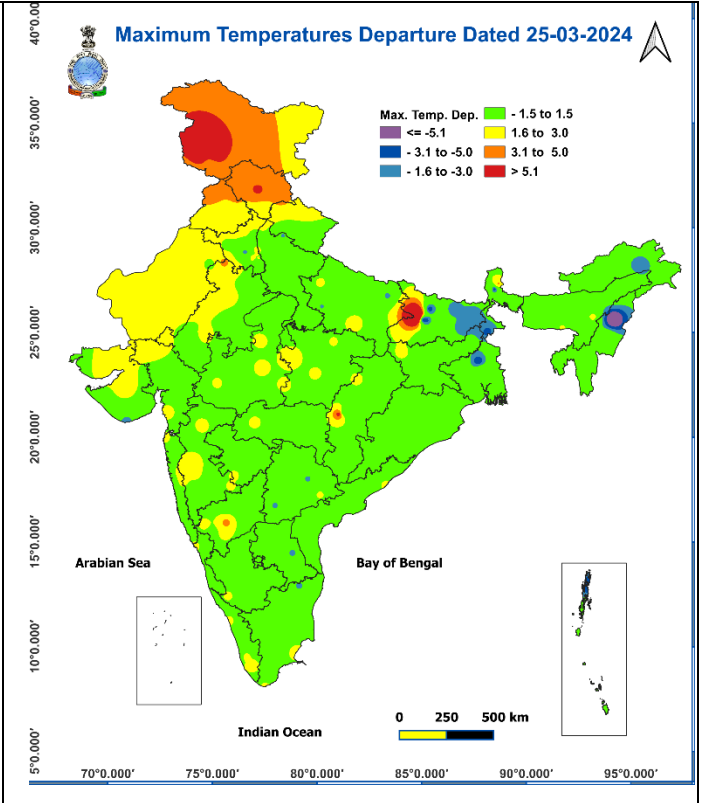 Maximum Temperatures Departure Dated 25-03-2024
Max. Temp. Dep.
<= -5.1
- 3.1 to -5.0
- 1.6 to -3.0
- 1.5 to 1.5
1.6 to 3.0
3.1 to 5.0
> 5.1
40°0.000'
35°0.000'
30°0.000'
25°0.000'
20°0.000'
15°0.000'
10°0.000'
5°0.000'
Arabian Sea
Bay of Bengal
Indian Ocean
0 250 500 km
70°0.000' 75°0.000' 80°0.000' 85°0.000' 90°0.000' 95°0.000'